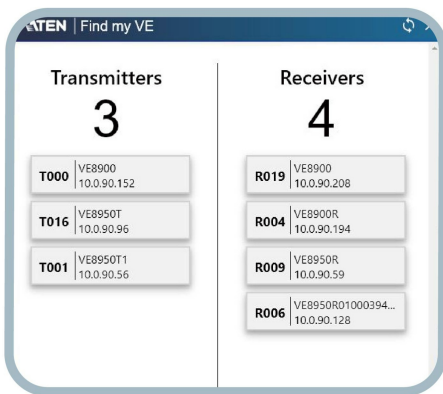 ATEN | Find my VE
Transmitters
3
T000 VE8900
10.0.90.152
T016 VE8950T
10.0.90.96
T001 VE8950T1
10.0.90.56
Receivers
4
R019 VE8900
10.0.90.208
R004 VE8900R
10.0.90.194
R009 VE8950R
10.0.90.59
R006 VE8950R01000394...
10.0.90.128